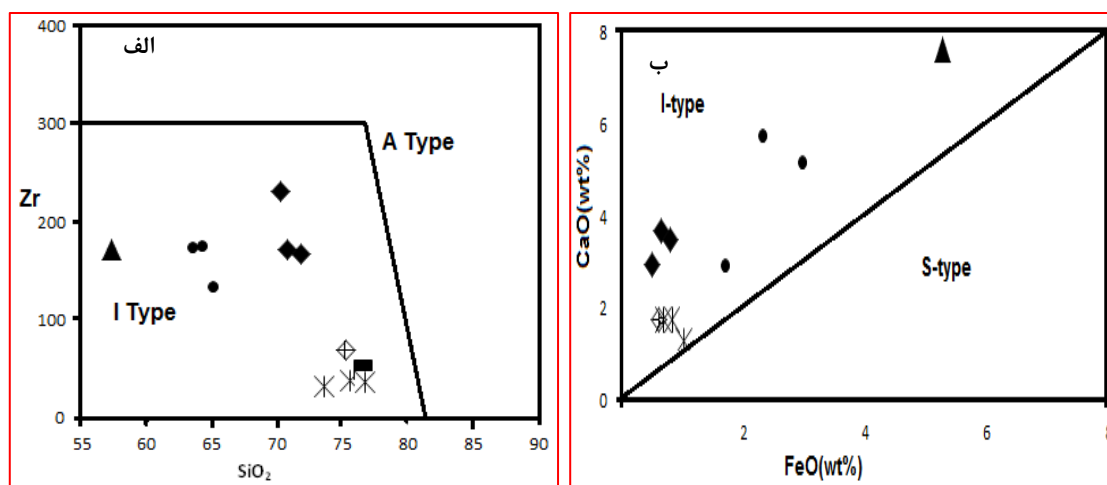 الف
400
300
200
100
0
Zr
A Type
I Type
55 60 65 70 75 80 85 90
SiO₂
ب
8
6
4
2
0
CaO(wt%)
I-type
S-type
2 4 6 8
FeO(wt%)